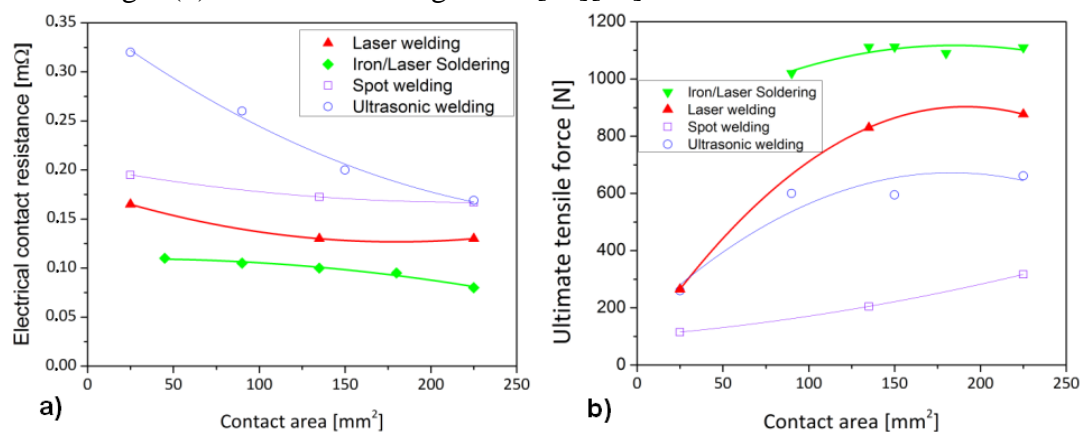 0.35
0.30
0.25
0.20
0.15
0.10
0.05
0.00
Electrical contact resistance [mΩ]
Laser welding
Iron/Laser Soldering
Spot welding
Ultrasonic welding
0 50 100 150 200 250
a)
Contact area [mm²]
1200
1000
800
600
400
200
0
Ultimate tensile force [N]
Iron/Laser Soldering
Laser welding
Spot welding
Ultrasonic welding
0 50 100 150 200 250
b)
Contact area [mm²]